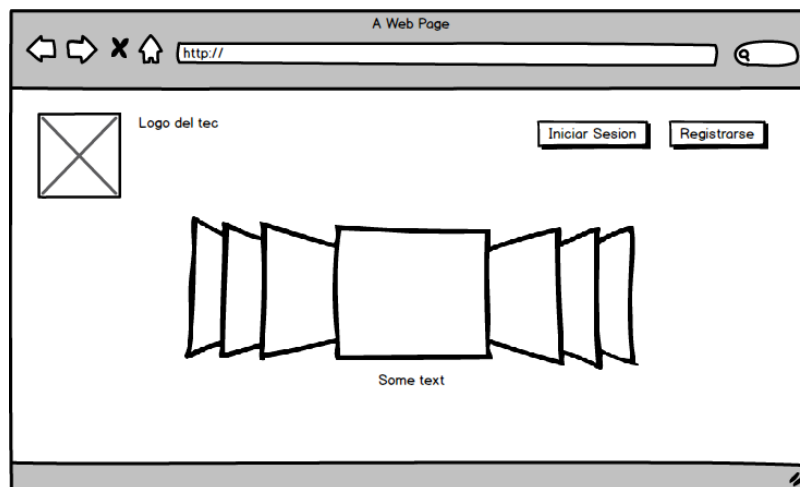 A Web Page
http://
Logo del tec
Iniciar Sesion
Registrarse
Some text